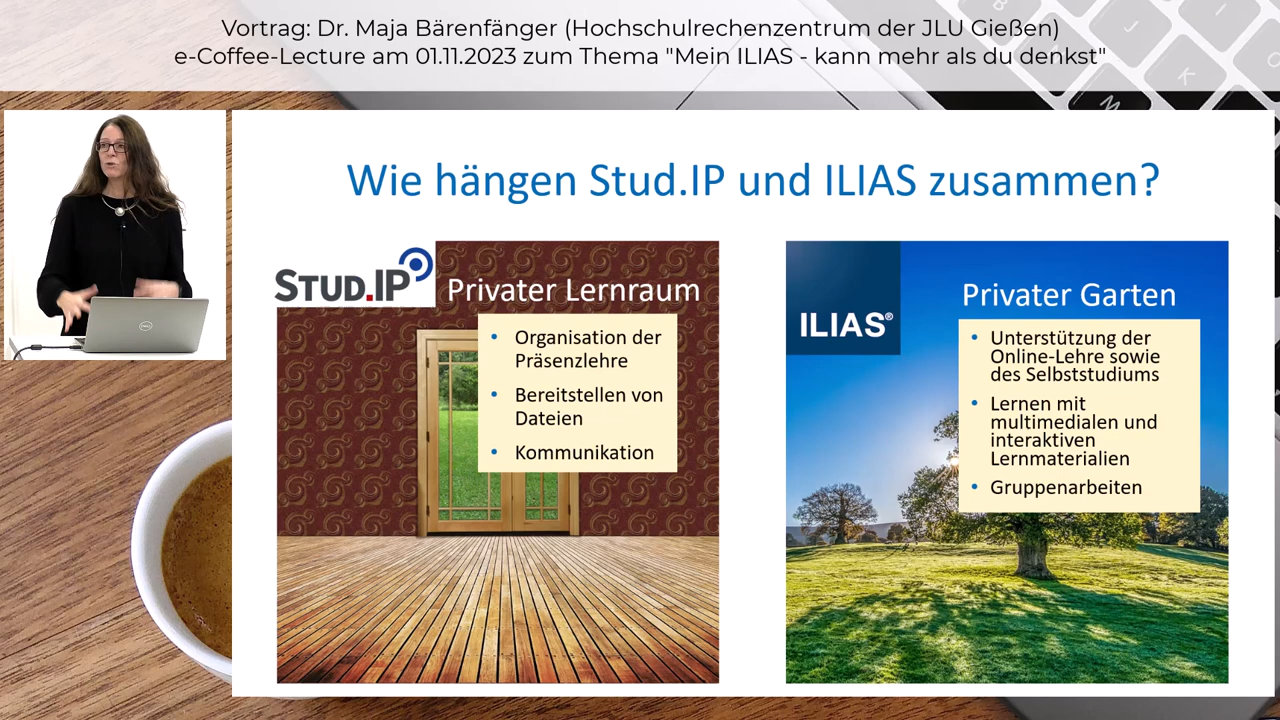 Vortrag: Dr. Maja Bärenfänger (Hochschulrechenzentrum der JLU Gießen)
e-Coffee-Lecture am 01.11.2023 zum Thema "Mein ILIAS - kann mehr als du denkst"
Wie hängen Stud.IP und ILIAS zusammen?
STUD.IP
Privater Lernraum
• Organisation der
Präsenzlehre
• Bereitstellen von
Dateien
• Kommunikation
ILIAS®
Privater Garten
• Unterstützung der
Online-Lehre sowie
des Selbststudiums
• Lernen mit
multimedialen und
interaktiven
Lernmaterialien
• Gruppenarbeiten
DELL
J
I
K
M